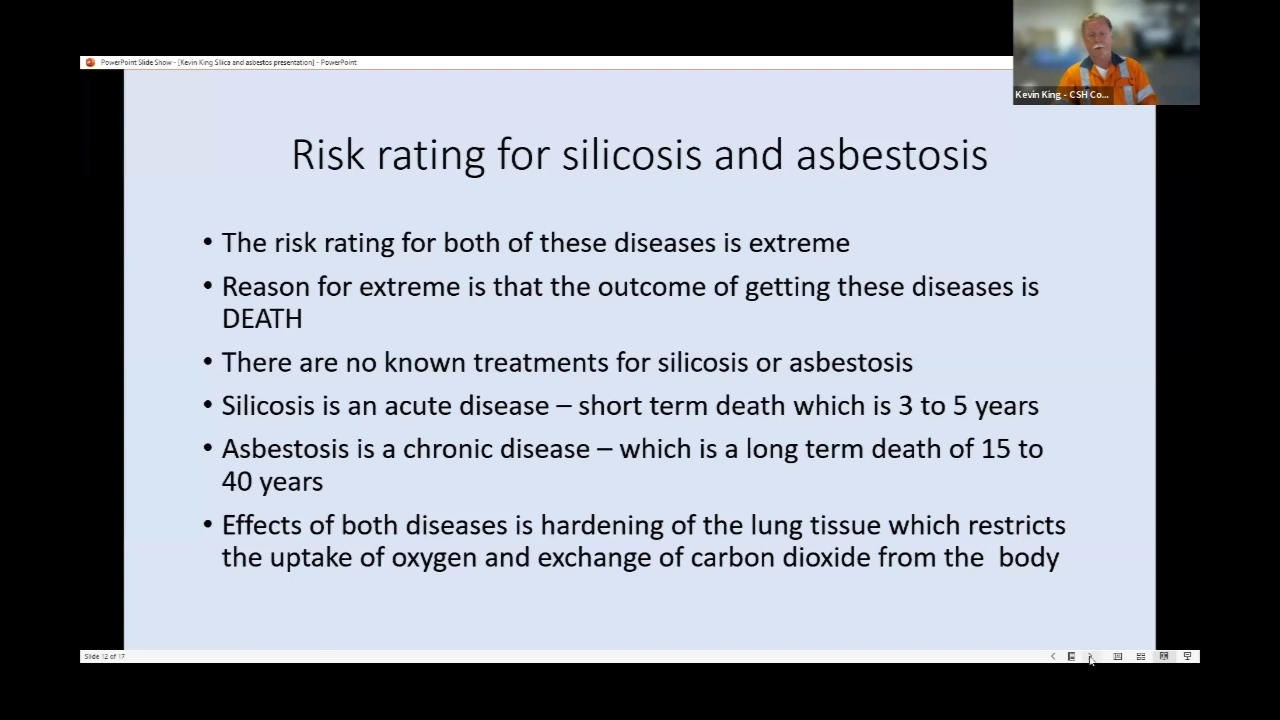 PowerPoint Slide Show - [Kevin King Silica and asbestos presentation] - PowerPoint
Kevin King - CSH Co...
Risk rating for silicosis and asbestosis
• The risk rating for both of these diseases is extreme
• Reason for extreme is that the outcome of getting these diseases is
DEATH
• There are no known treatments for silicosis or asbestosis
• Silicosis is an acute disease – short term death which is 3 to 5 years
• Asbestosis is a chronic disease – which is a long term death of 15 to
40 years
• Effects of both diseases is hardening of the lung tissue which restricts
the uptake of oxygen and exchange of carbon dioxide from the  body
Slide 12 of 17